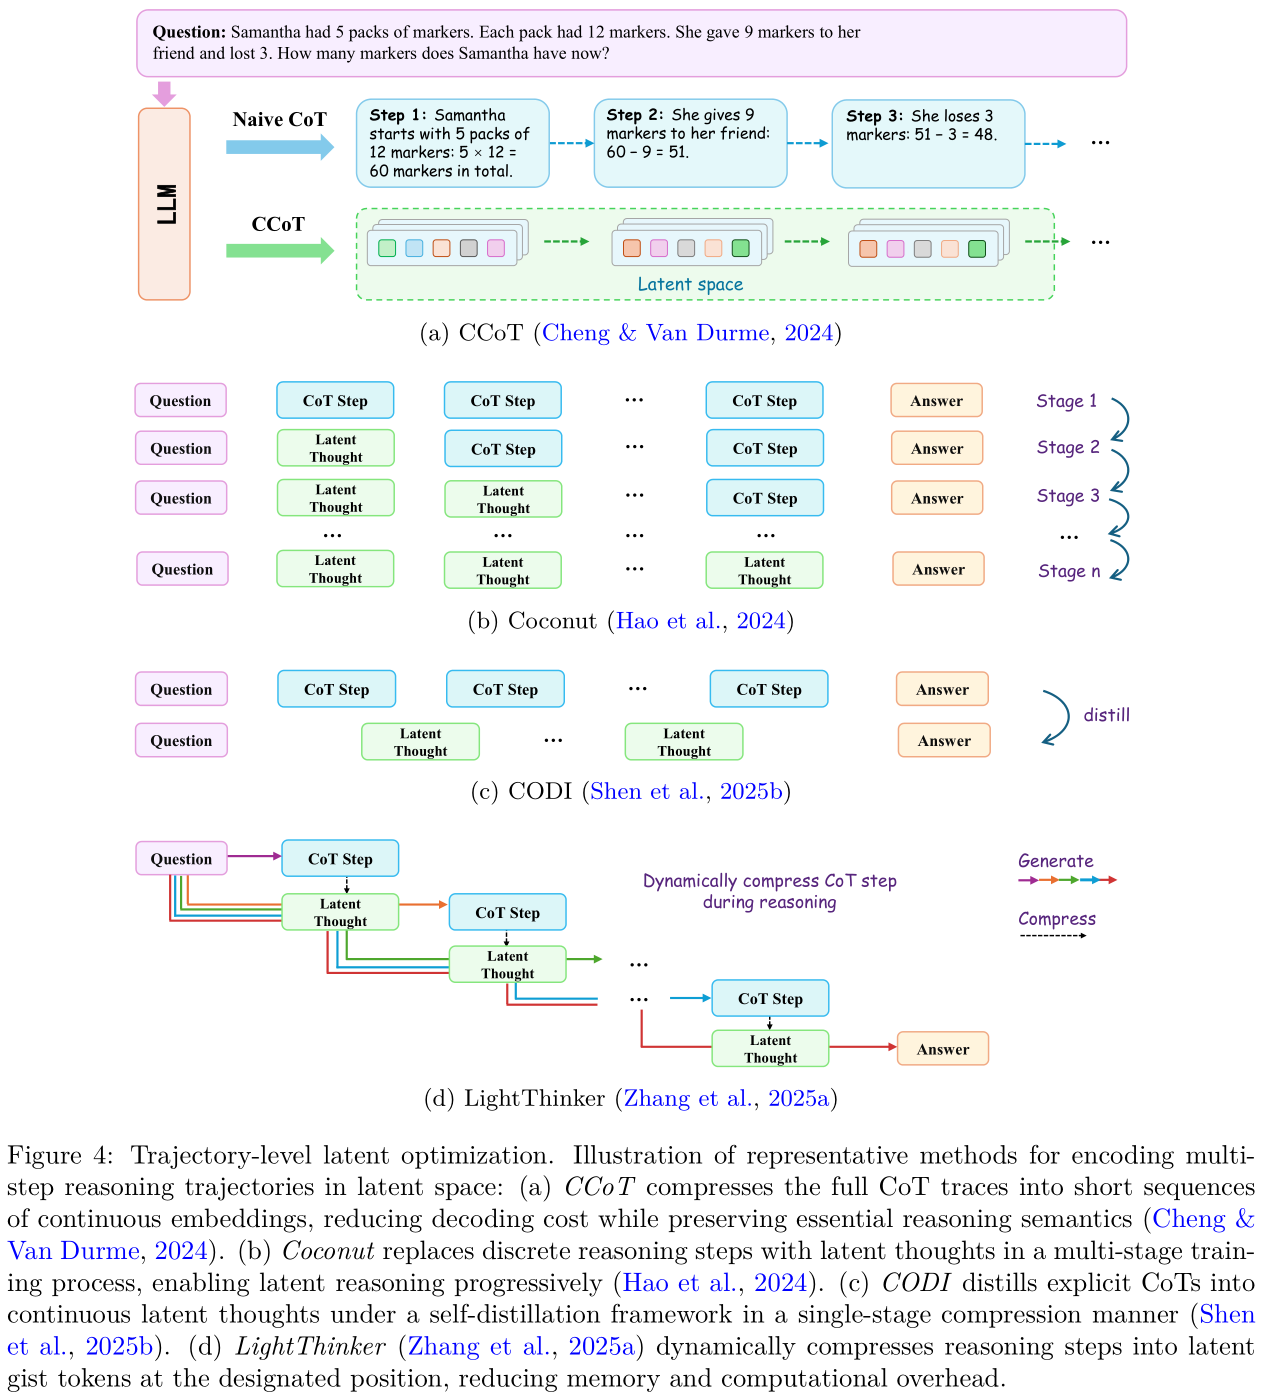 Question: Samantha had 5 packs of markers. Each pack had 12 markers. She gave 9 markers to her
friend and lost 3. How many markers does Samantha have now?
LLM
Naive CoT
Step 1: Samantha
starts with 5 packs of
12 markers: 5 × 12 =
60 markers in total.
Step 2: She gives 9
markers to her friend:
60 – 9 = 51.
Step 3: She loses 3
markers: 51 – 3 = 48.
...
CCoT
...
Latent space
(a) CCoT (Cheng & Van Durme, 2024)
Question CoT Step CoT Step ... CoT Step Answer Stage 1
Question Latent Thought CoT Step ... CoT Step Answer Stage 2
Question Latent Thought Latent Thought ... CoT Step Answer Stage 3
... ... ... ... ...
Question Latent Thought Latent Thought ... Latent Thought Answer Stage n
(b) Coconut (Hao et al., 2024)
Question CoT Step CoT Step ... CoT Step Answer
distill
Question Latent Thought ... Latent Thought Answer
(c) CODI (Shen et al., 2025b)
Question CoT Step
Latent
Thought
CoT Step
Latent
Thought
...
...
CoT Step
Latent
Thought
Answer
Dynamically compress CoT step
during reasoning
Generate
Compress
(d) LightThinker (Zhang et al., 2025a)
Figure 4: Trajectory-level latent optimization. Illustration of representative methods for encoding multi-
step reasoning trajectories in latent space: (a) CCoT compresses the full CoT traces into short sequences
of continuous embeddings, reducing decoding cost while preserving essential reasoning semantics (Cheng &
Van Durme, 2024). (b) Coconut replaces discrete reasoning steps with latent thoughts in a multi-stage train-
ing process, enabling latent reasoning progressively (Hao et al., 2024). (c) CODI distills explicit CoTs into
continuous latent thoughts under a self-distillation framework in a single-stage compression manner (Shen
et al., 2025b). (d) LightThinker (Zhang et al., 2025a) dynamically compresses reasoning steps into latent
gist tokens at the designated position, reducing memory and computational overhead.